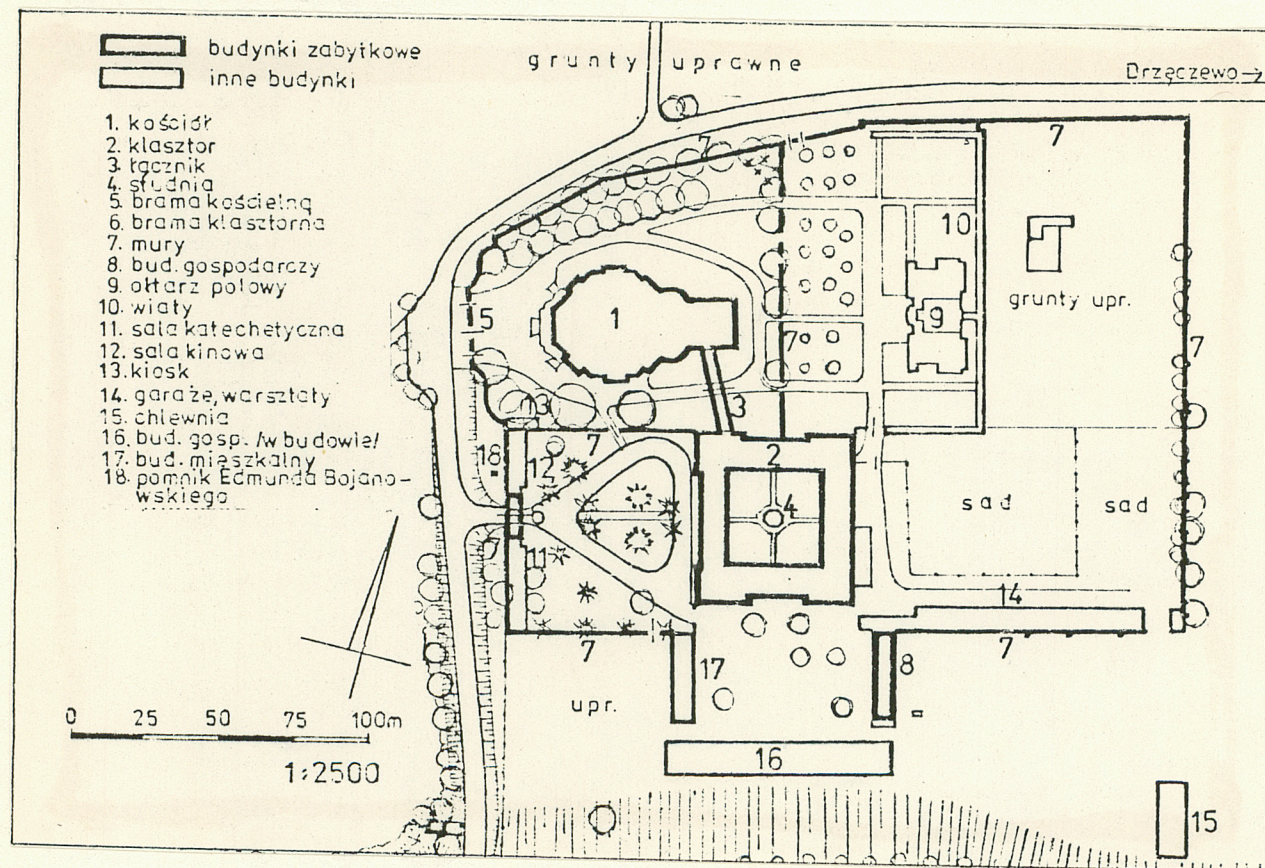 budynki zabytkowe
inne budynki
grunty uprawne
Drzęczewo→
1. kościół
2. klasztor
3. łącznik
4. studnia
5. brama kościelna
6. brama klasztorna
7. mury
8. bud. gospodarczy
9. ołtarz polowy
10. wiaty
11. sala katechetyczna
12. sala kinowa
13. kiosk
14. garaże, warsztaty
15. chlewnia
16. bud. gosp. /w budowie/
17. bud. mieszkalny
18. pomnik Edmunda Bojano-
wskiego
7
7
10
grunty upr.
5
1
9
7
7
13
3
7
2
18
12
4
sad
sad
11
14
7
7
17
8
upr.
0 25 50 75 100m
1:2500
16
15